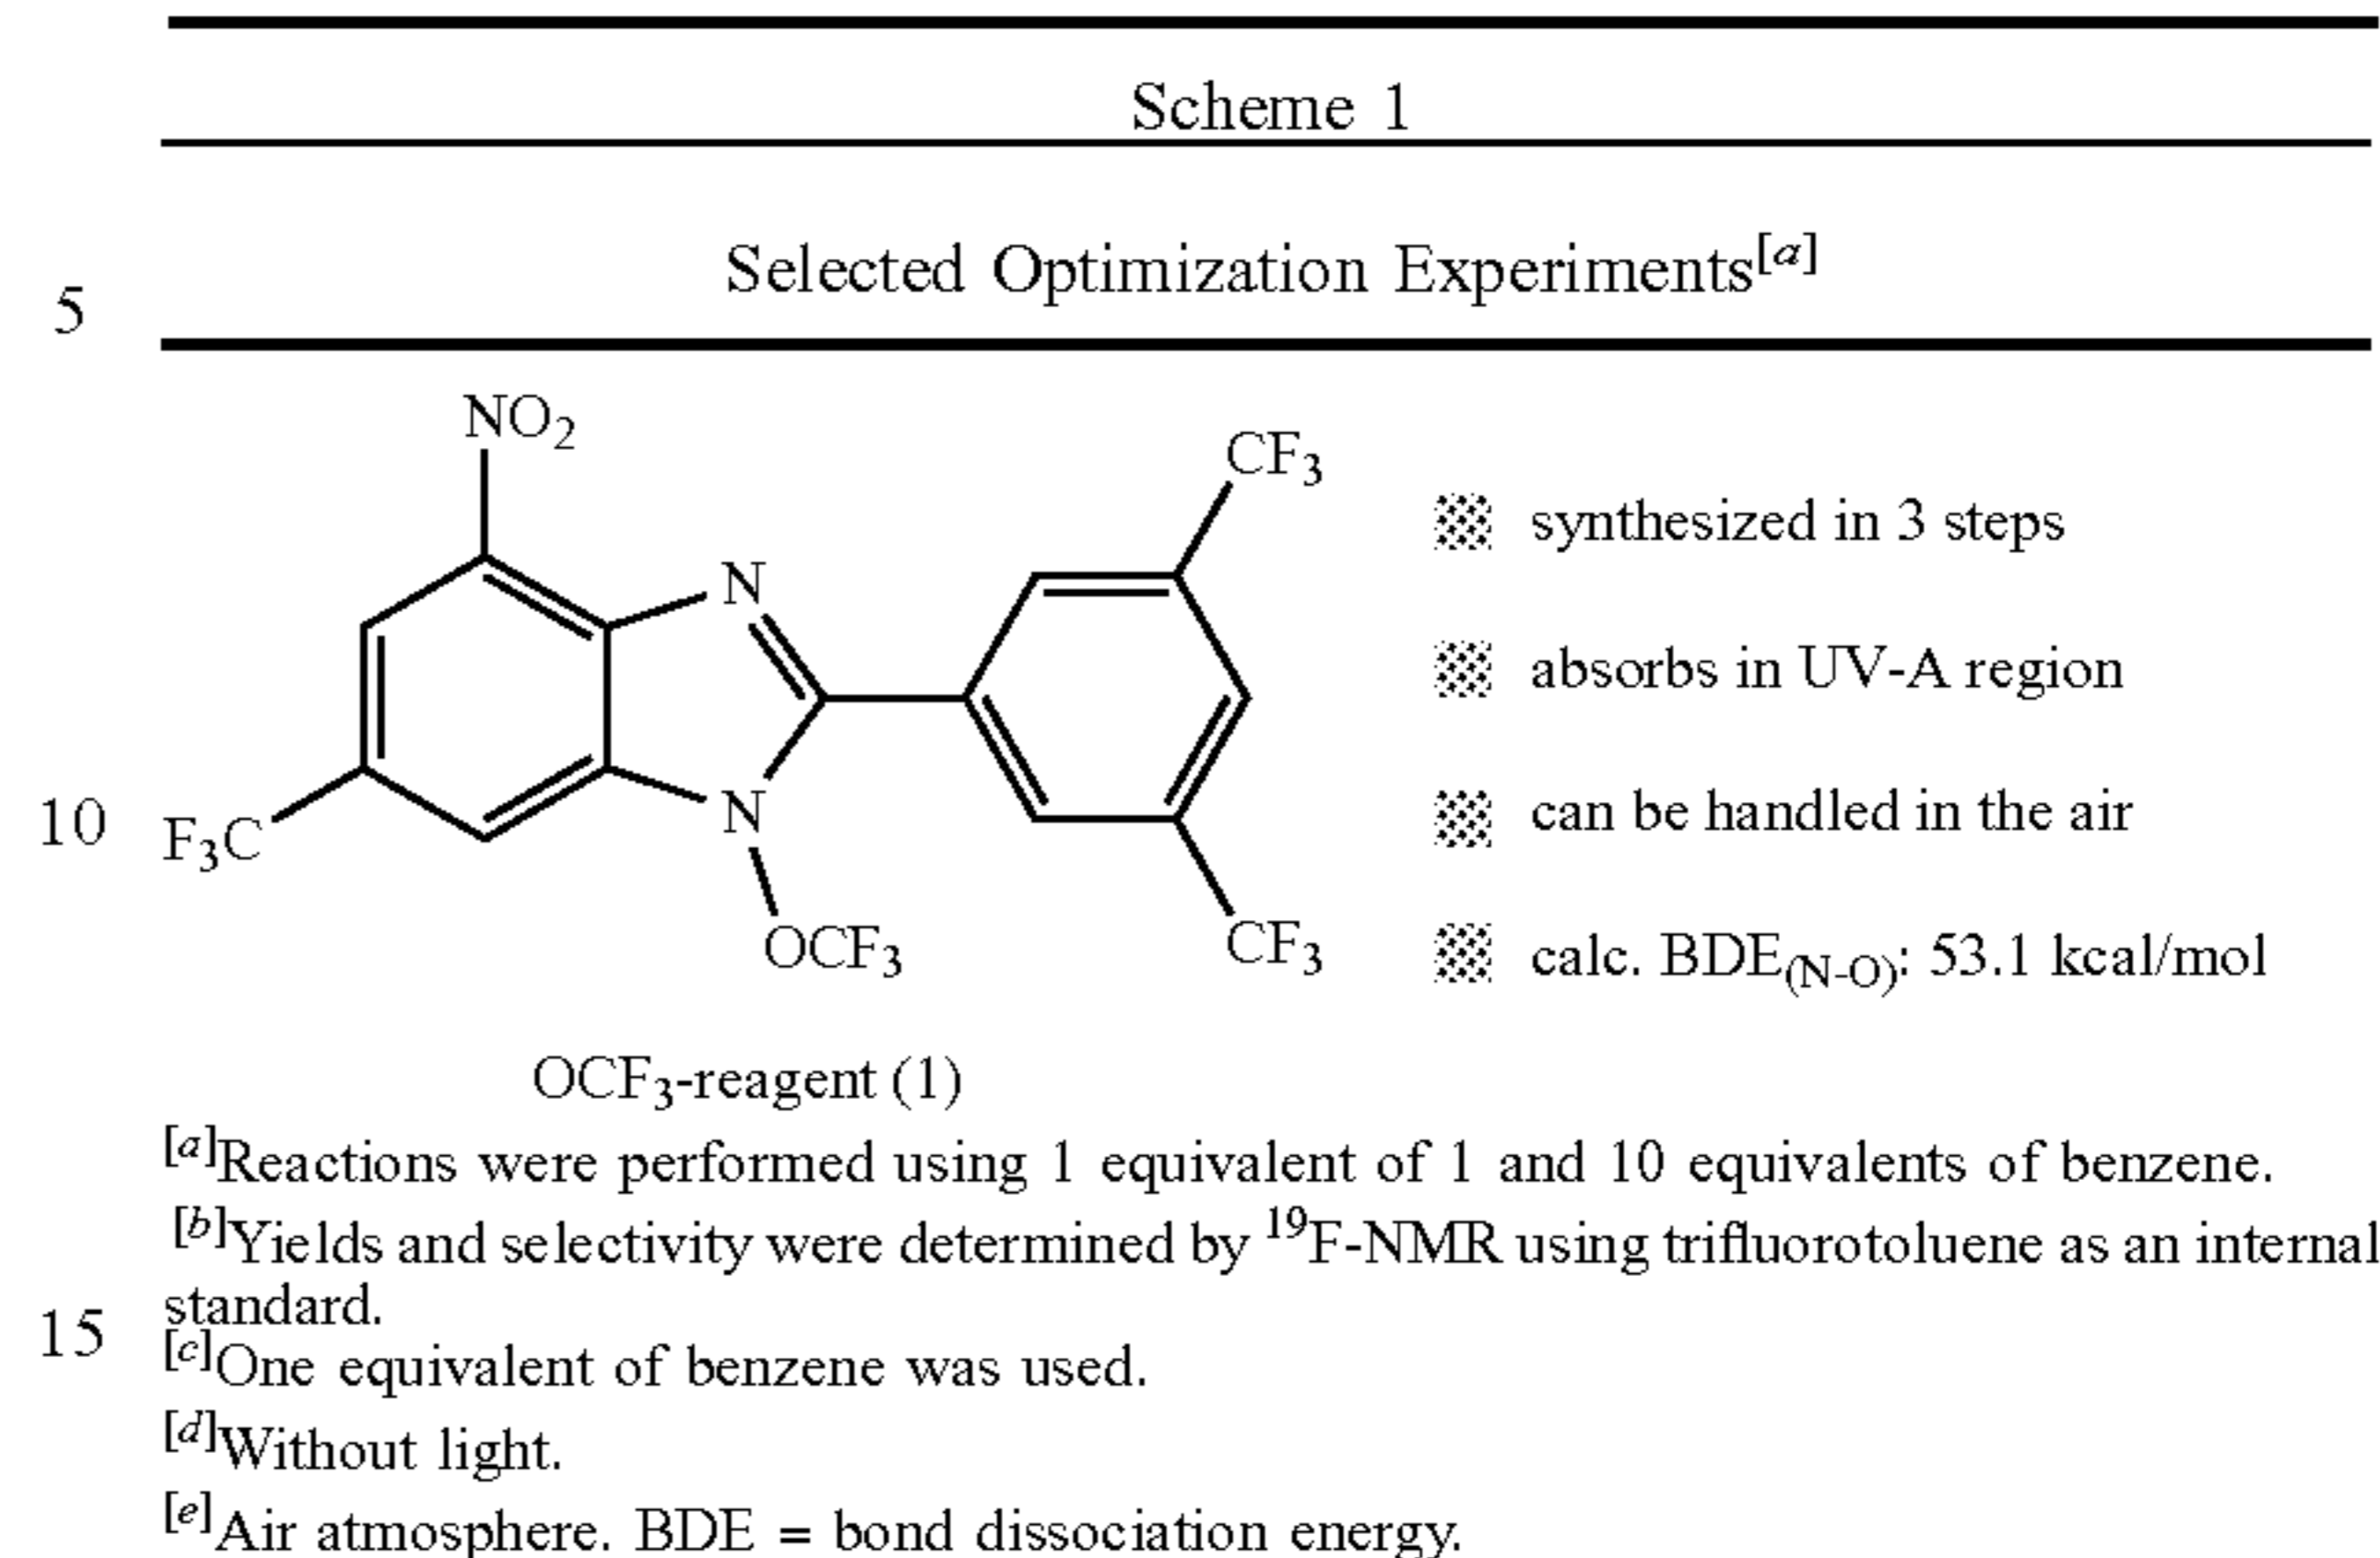 Scheme 1
Selected Optimization Experiments[a]
5
NO2
CF3
synthesized in 3 steps
N
absorbs in UV-A region
10
F3C
N
can be handled in the air
OCF3
CF3
calc. BDE(N-O): 53.1 kcal/mol
OCF3-reagent (1)
[a]Reactions were performed using 1 equivalent of 1 and 10 equivalents of benzene.
[b]Yields and selectivity were determined by 19F-NMR using trifluorotoluene as an internal
standard.
15
[c]One equivalent of benzene was used.
[d]Without light.
[e]Air atmosphere. BDE = bond dissociation energy.